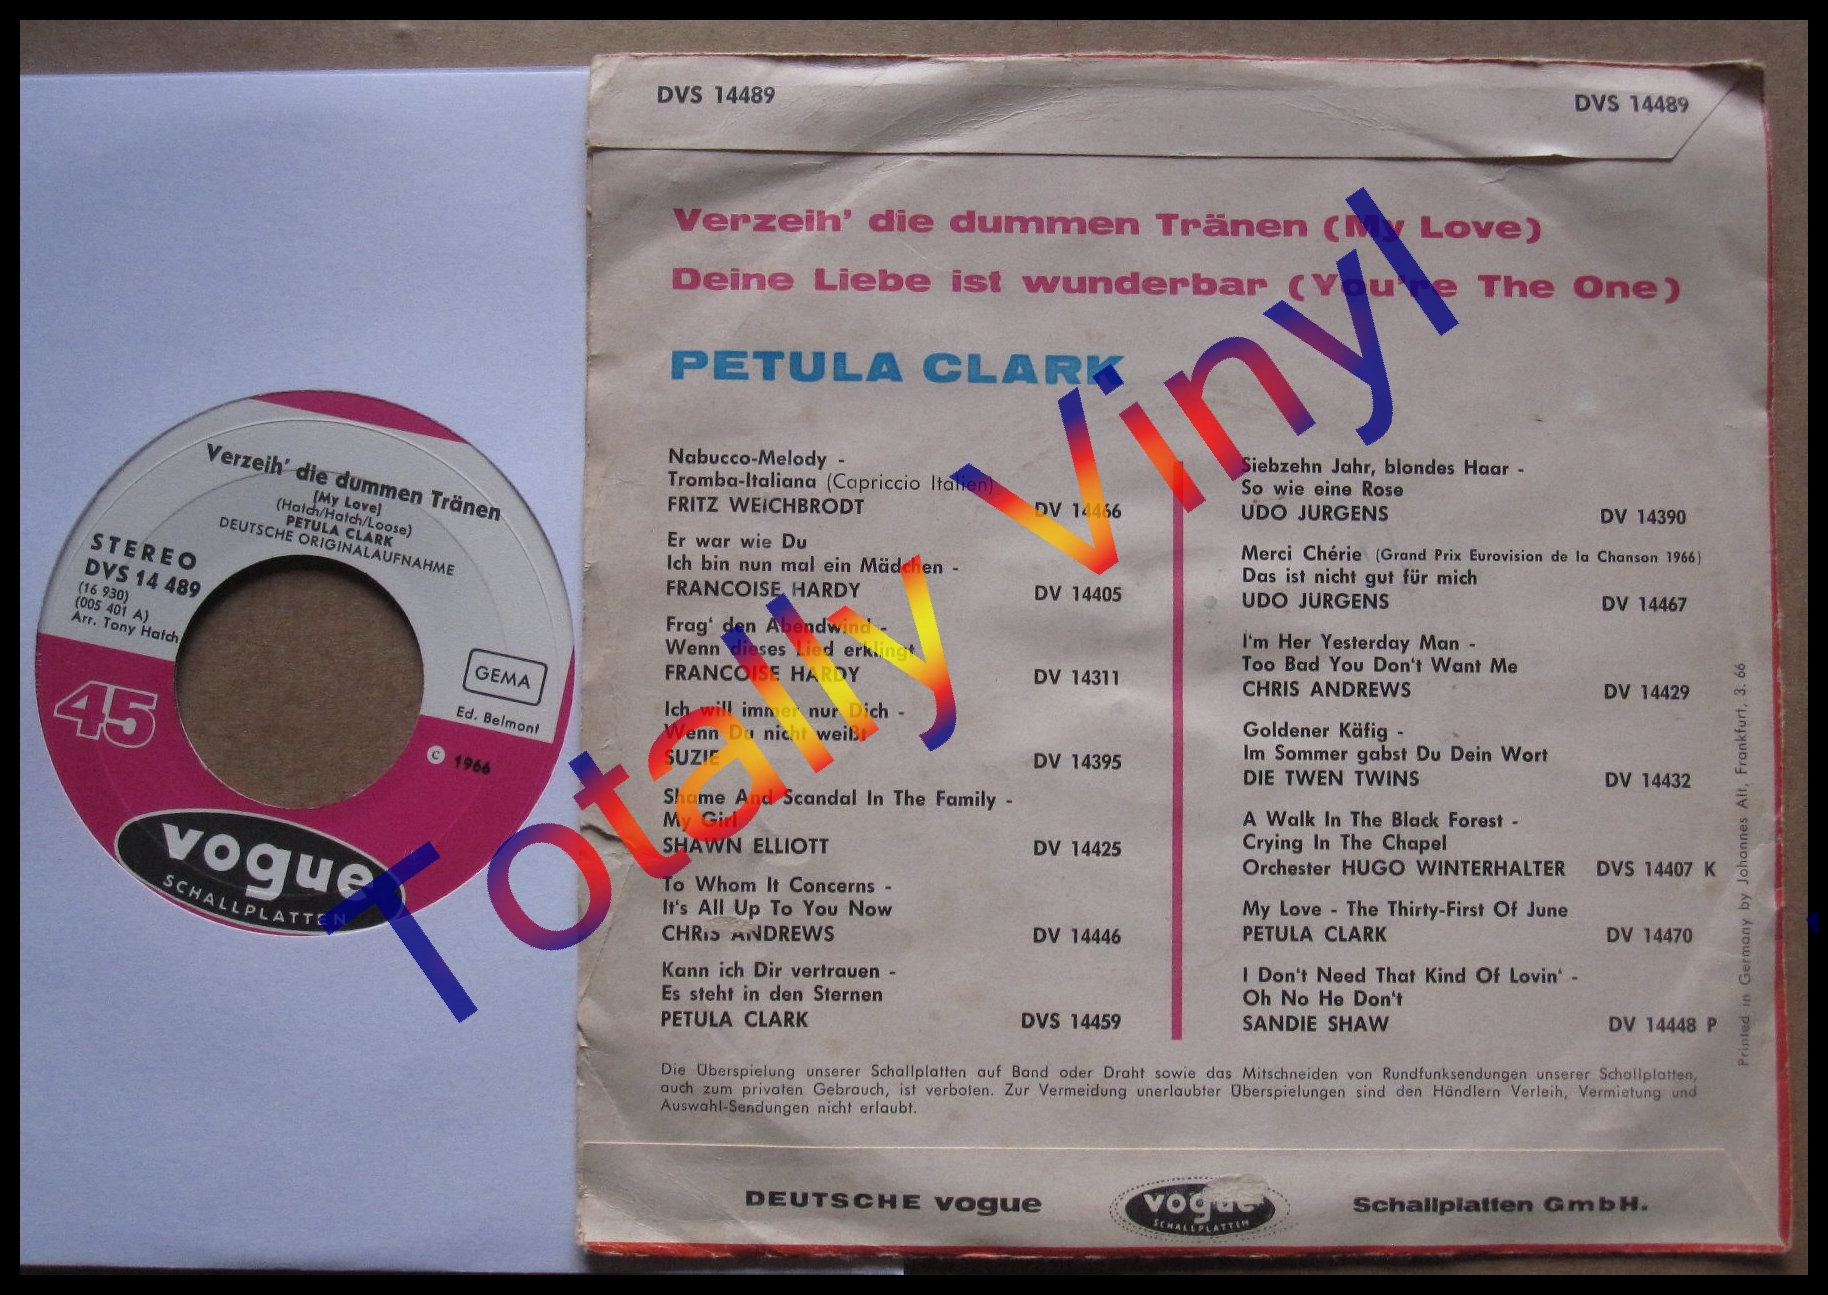 Verzeih' die dummen Tränen
[My Love]
(Hatch/Hatch/Loose)
PETULA CLARK
DEUTSCHE ORIGINALAUFNAHME
STEREO
DVS 14 489
(16 930)
(005 401 A)
Arr. Tony Hatch
45
GEMA
Ed. Belmont
© 1966
vogue
SCHALLPLATTEN
DVS 14489
DVS 14489
Verzeih' die dummen Tränen (My Love)
Deine Liebe ist wunderbar (You're The One)
PETULA CLARK
Nabucco-Melody -
Tromba-Italiana (Capriccio Italien)
FRITZ WEICHBRODT DV 14466
Er war wie Du
Ich bin nun mal ein Mädchen -
FRANCOISE HARDY DV 14405
Frag' den Abendwind -
Wenn dieses Lied erklingt
FRANCOISE HARDY DV 14311
Ich will immer nur Dich -
Wenn Du nicht weißt
SUZIE DV 14395
Shame And Scandal In The Family -
My Girl
SHAWN ELLIOTT DV 14425
To Whom It Concerns -
It's All Up To You Now
CHRIS ANDREWS DV 14446
Kann ich Dir vertrauen -
Es steht in den Sternen
PETULA CLARK DVS 14459
Siebzehn Jahr, blondes Haar -
So wie eine Rose
UDO JÜRGENS DV 14390
Merci Chérie (Grand Prix Eurovision de la Chanson 1966)
Das ist nicht gut für mich
UDO JÜRGENS DV 14467
I'm Her Yesterday Man -
Too Bad You Don't Want Me
CHRIS ANDREWS DV 14429
Goldener Käfig -
Im Sommer gabst Du Dein Wort
DIE TWEN TWINS DV 14432
A Walk In The Black Forest -
Crying In The Chapel
Orchester HUGO WINTERHALTER DVS 14407 K
My Love - The Thirty-First Of June
PETULA CLARK DV 14470
I Don't Need That Kind Of Lovin' -
Oh No He Don't
SANDIE SHAW DV 14448 P
Die Überspielung unserer Schallplatten auf Band oder Draht sowie das Mitschneiden von Rundfunksendungen unserer Schallplatten,
auch zum privaten Gebrauch, ist verboten. Zur Vermeidung unerlaubter Überspielungen sind den Händlern Verleih, Vermietung und
Auswahl-Sendungen nicht erlaubt.
Printed in Germany by Johannes Alt, Frankfurt, 3. 66
DEUTSCHE vogue
vogue
SCHALLPLATTEN
Schallplatten GmbH.
Totally Vinyl